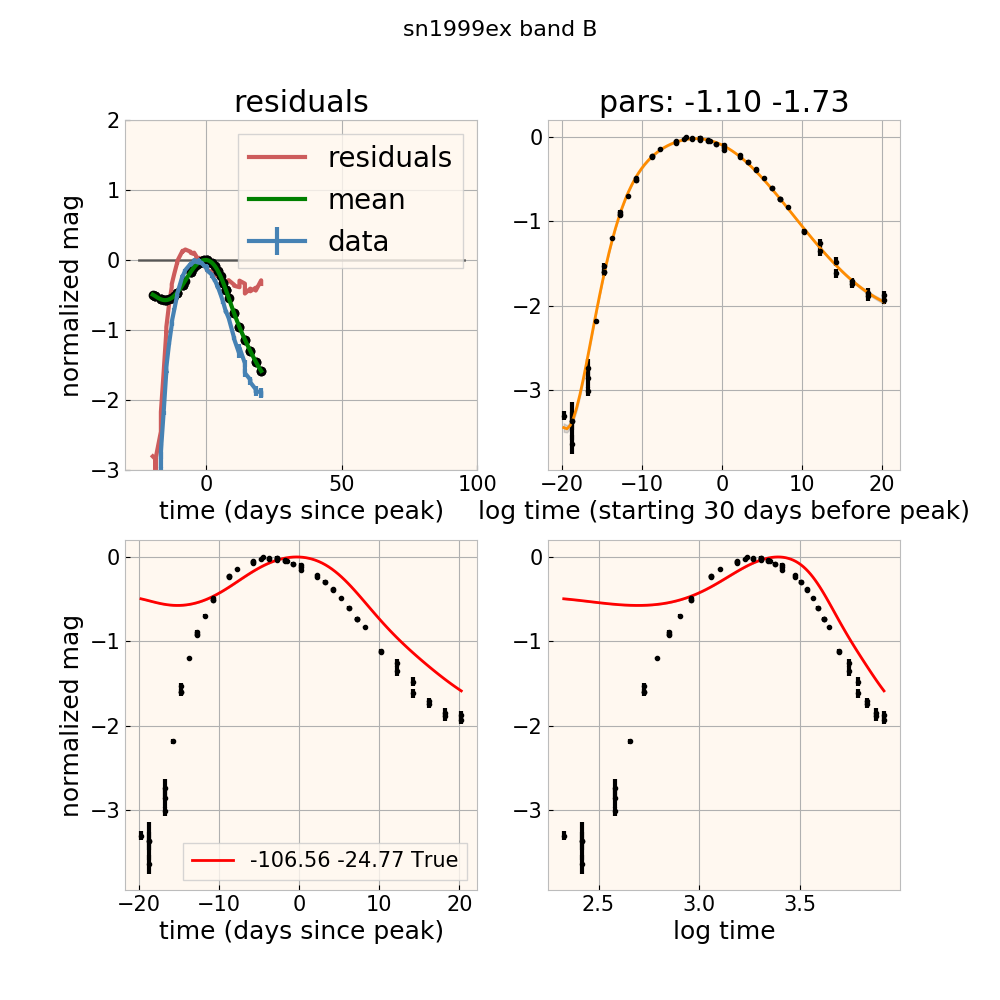 sn1999ex band B
residuals
normalized mag
2
1
0
−1
−2
−3
residuals
mean
data
0
50
100
time (days since peak)
pars: -1.10 -1.73
0
−1
−2
−3
−20
−10
0
10
20
log time (starting 30 days before peak)
normalized mag
0
−1
−2
−3
-106.56 -24.77 True
−20
−10
0
10
20
time (days since peak)
0
−1
−2
−3
2.5
3.0
3.5
log time